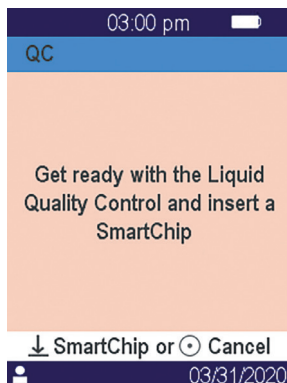 03:00 pm
QC
Get ready with the Liquid
Quality Control and insert a
SmartChip
SmartChip or Cancel
03/31/2020